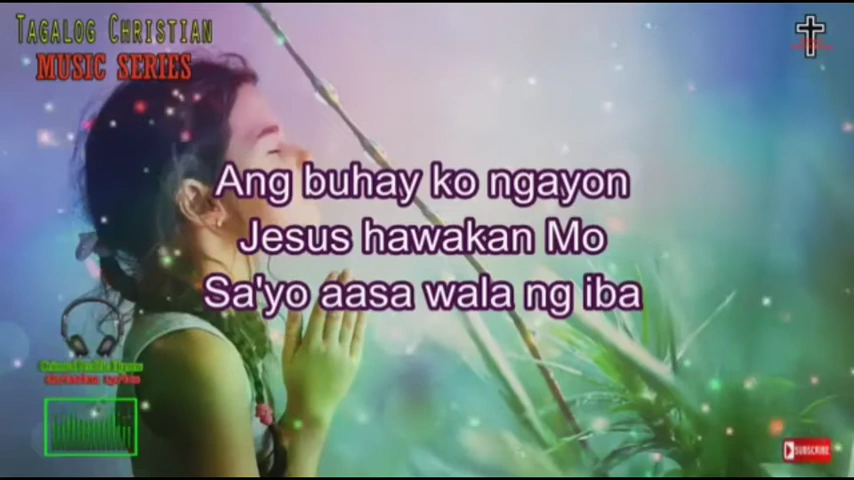 TAGALOG CHRISTIAN
MUSIC SERIES
Ang buhay ko ngayon
Jesus hawakan Mo
Sa'yo aasa wala ng iba
SUBSCRIBE